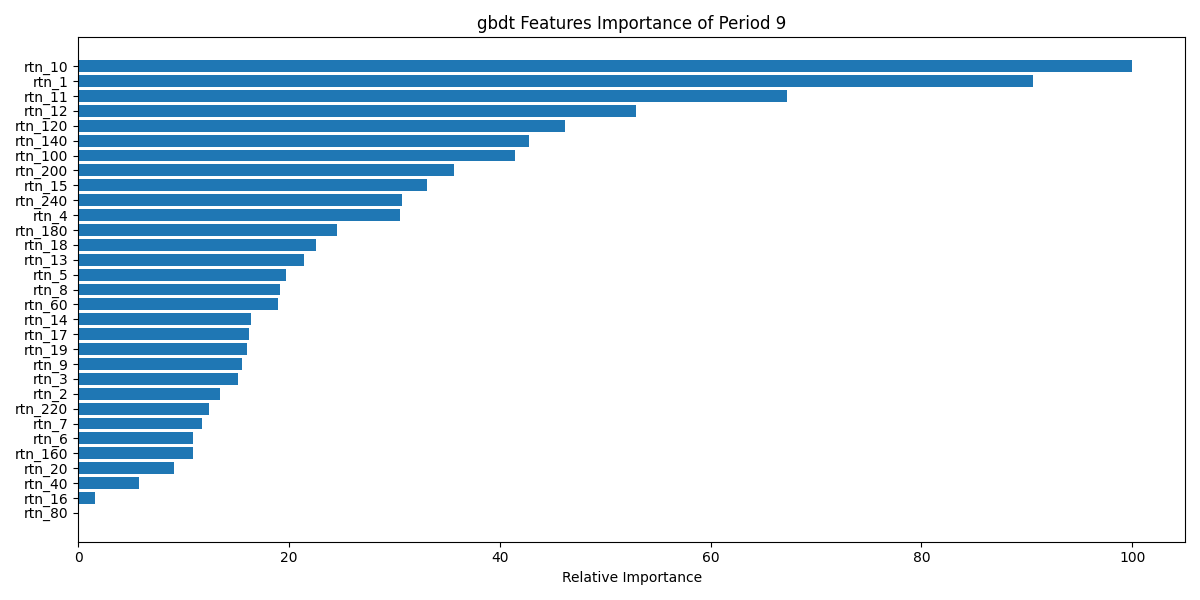 gbdt Features Importance of Period 9
rtn_10
rtn_1
rtn_11
rtn_12
rtn_120
rtn_140
rtn_100
rtn_200
rtn_15
rtn_240
rtn_4
rtn_180
rtn_18
rtn_13
rtn_5
rtn_8
rtn_60
rtn_14
rtn_17
rtn_19
rtn_9
rtn_3
rtn_2
rtn_220
rtn_7
rtn_6
rtn_160
rtn_20
rtn_40
rtn_16
rtn_80
0 20 40 60 80 100
Relative Importance